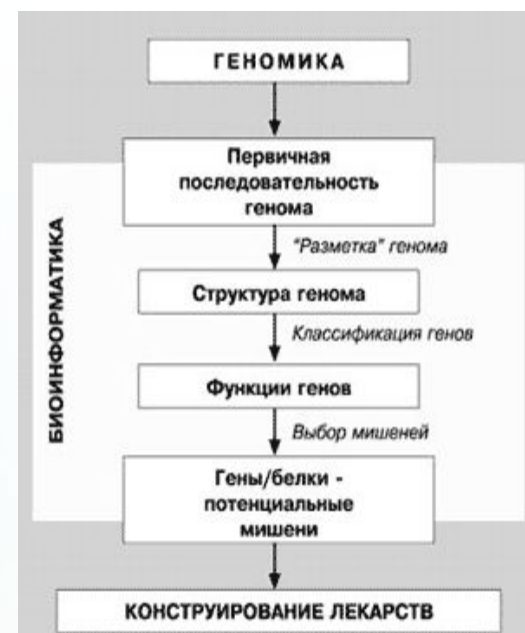 ГЕНОМИКА
Первичная
последовательность
генома
"Разметка" генома
БИОИНФОРМАТИКА
Структура генома
Классификация генов
Функции генов
Выбор мишеней
Гены/белки -
потенциальные
мишени
КОНСТРУИРОВАНИЕ ЛЕКАРСТВ